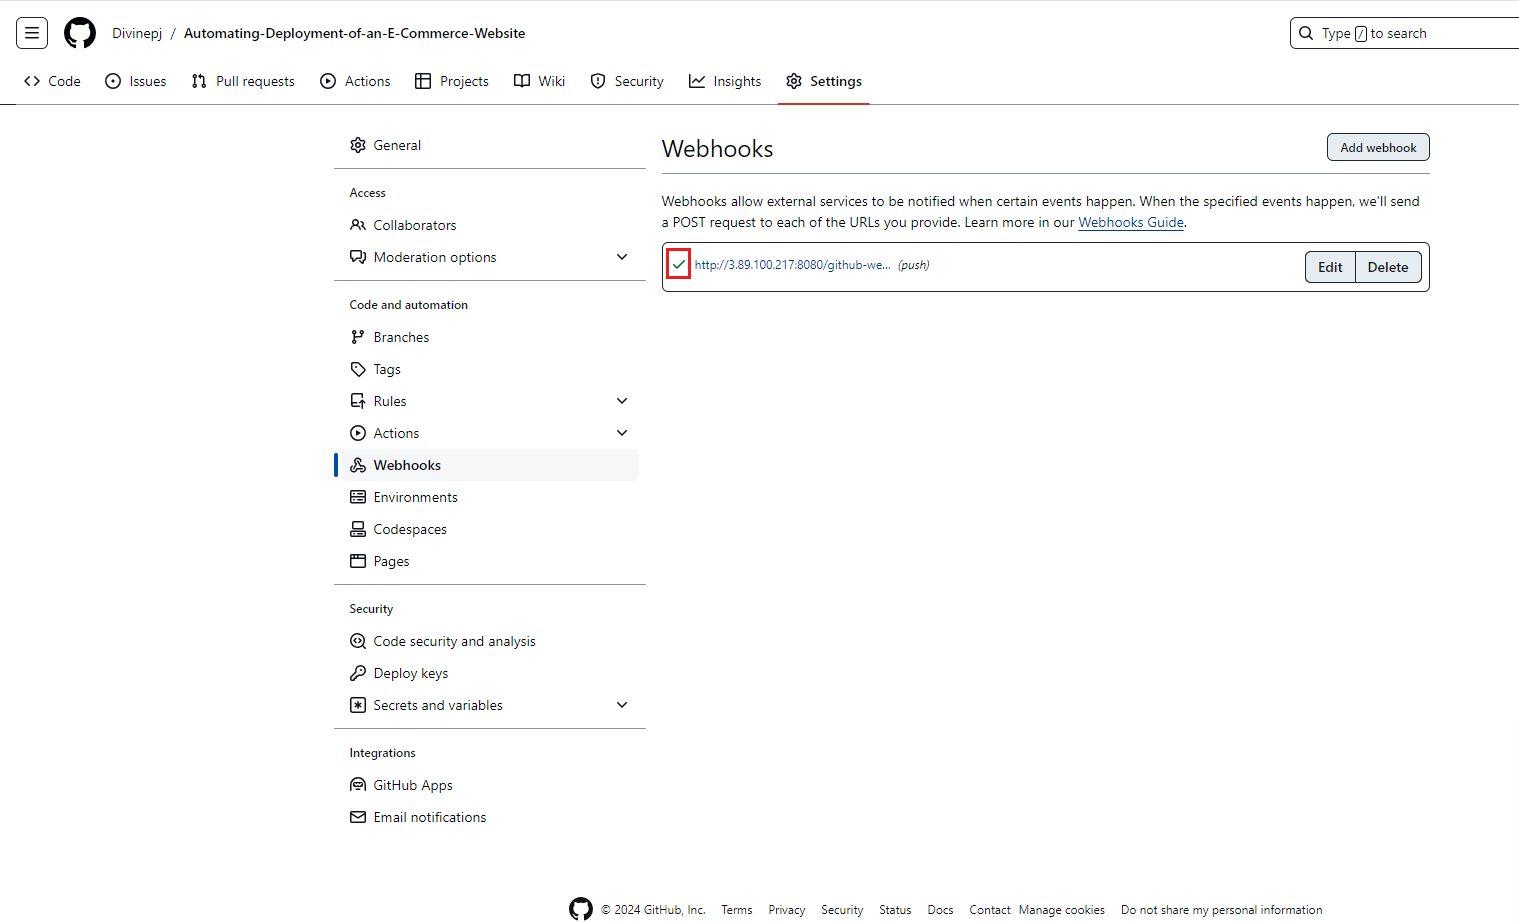 Divinepj / Automating-Deployment-of-an-E-Commerce-Website
Type / to search
Code Issues Pull requests Actions Projects Wiki Security Insights Settings
General
Access
Collaborators
Moderation options
Code and automation
Branches
Tags
Rules
Actions
Webhooks
Environments
Codespaces
Pages
Security
Code security and analysis
Deploy keys
Secrets and variables
Integrations
GitHub Apps
Email notifications
Webhooks
Add webhook
Webhooks allow external services to be notified when certain events happen. When the specified events happen, we'll send
a POST request to each of the URLs you provide. Learn more in our Webhooks Guide.
http://3.89.100.217:8080/github-we... (push)
Edit Delete
© 2024 GitHub, Inc. Terms Privacy Security Status Docs Contact Manage cookies Do not share my personal information